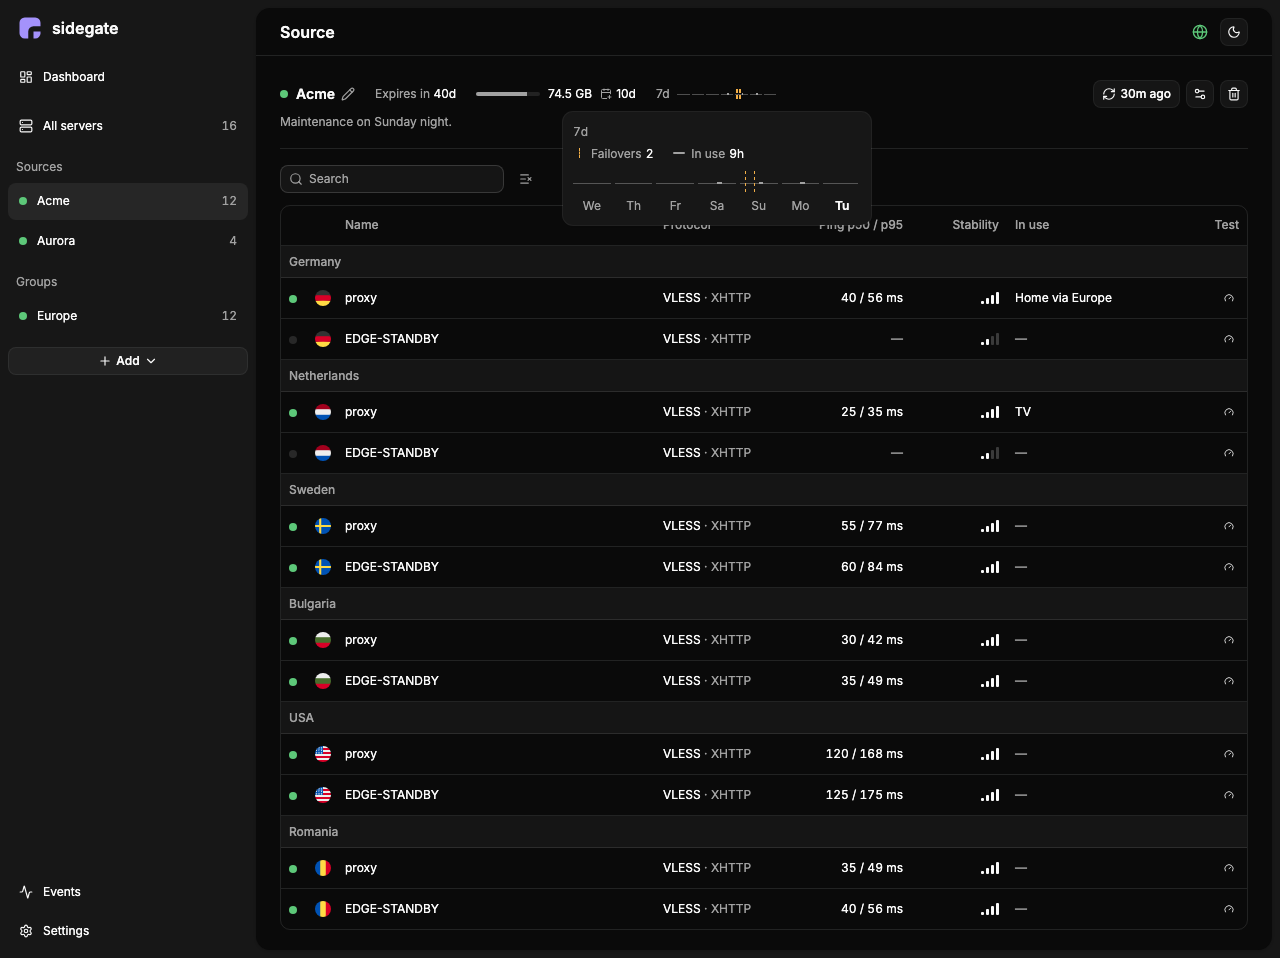 sidegate
Source
Dashboard
Acme
Expires in 40d
74.5 GB
10d
7d
30m ago
All servers 16
Maintenance on Sunday night.
7d
Failovers 2
In use 9h
We Th Fr Sa Su Mo Tu
Sources
Acme 12
Aurora 4
Groups
Europe 12
Add
Events
Settings
Search
Name Protocol Ping p50 / p95 Stability In use Test
Germany
proxy VLESS · XHTTP 40 / 56 ms Home via Europe
EDGE-STANDBY VLESS · XHTTP — —
Netherlands
proxy VLESS · XHTTP 25 / 35 ms TV
EDGE-STANDBY VLESS · XHTTP — —
Sweden
proxy VLESS · XHTTP 55 / 77 ms —
EDGE-STANDBY VLESS · XHTTP 60 / 84 ms —
Bulgaria
proxy VLESS · XHTTP 30 / 42 ms —
EDGE-STANDBY VLESS · XHTTP 35 / 49 ms —
USA
proxy VLESS · XHTTP 120 / 168 ms —
EDGE-STANDBY VLESS · XHTTP 125 / 175 ms —
Romania
proxy VLESS · XHTTP 35 / 49 ms —
EDGE-STANDBY VLESS · XHTTP 40 / 56 ms —